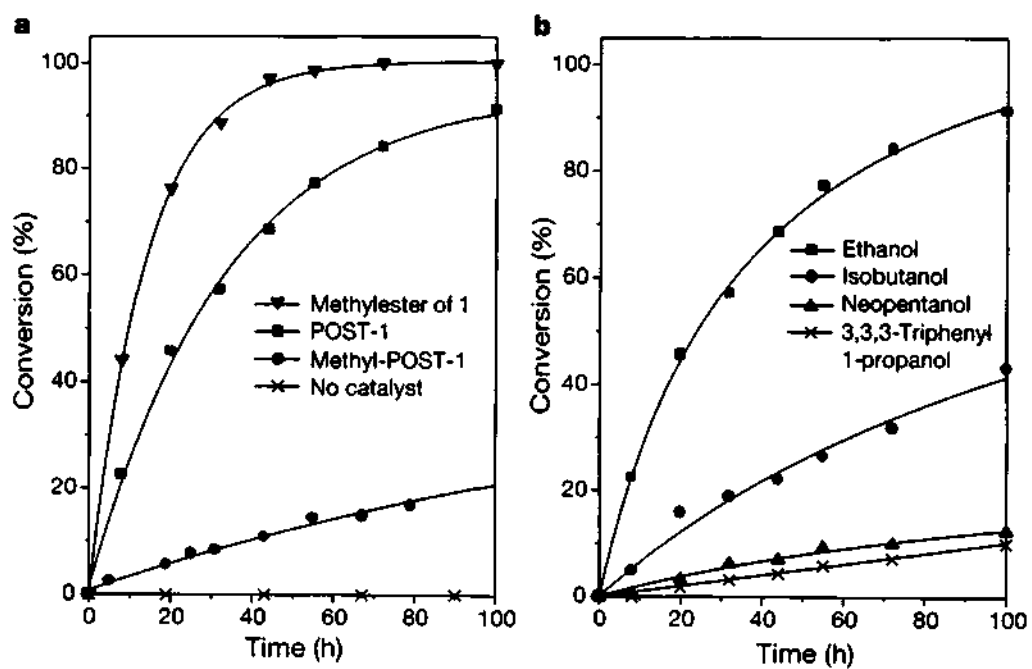 a
Conversion (%)
100
80
60
40
20
0
Methylester of 1
POST-1
Methyl-POST-1
No catalyst
0 20 40 60 80 100
Time (h)
b
Conversion (%)
100
80
60
40
20
0
Ethanol
Isobutanol
Neopentanol
3,3,3-Triphenyl
1-propanol
0 20 40 60 80 100
Time (h)